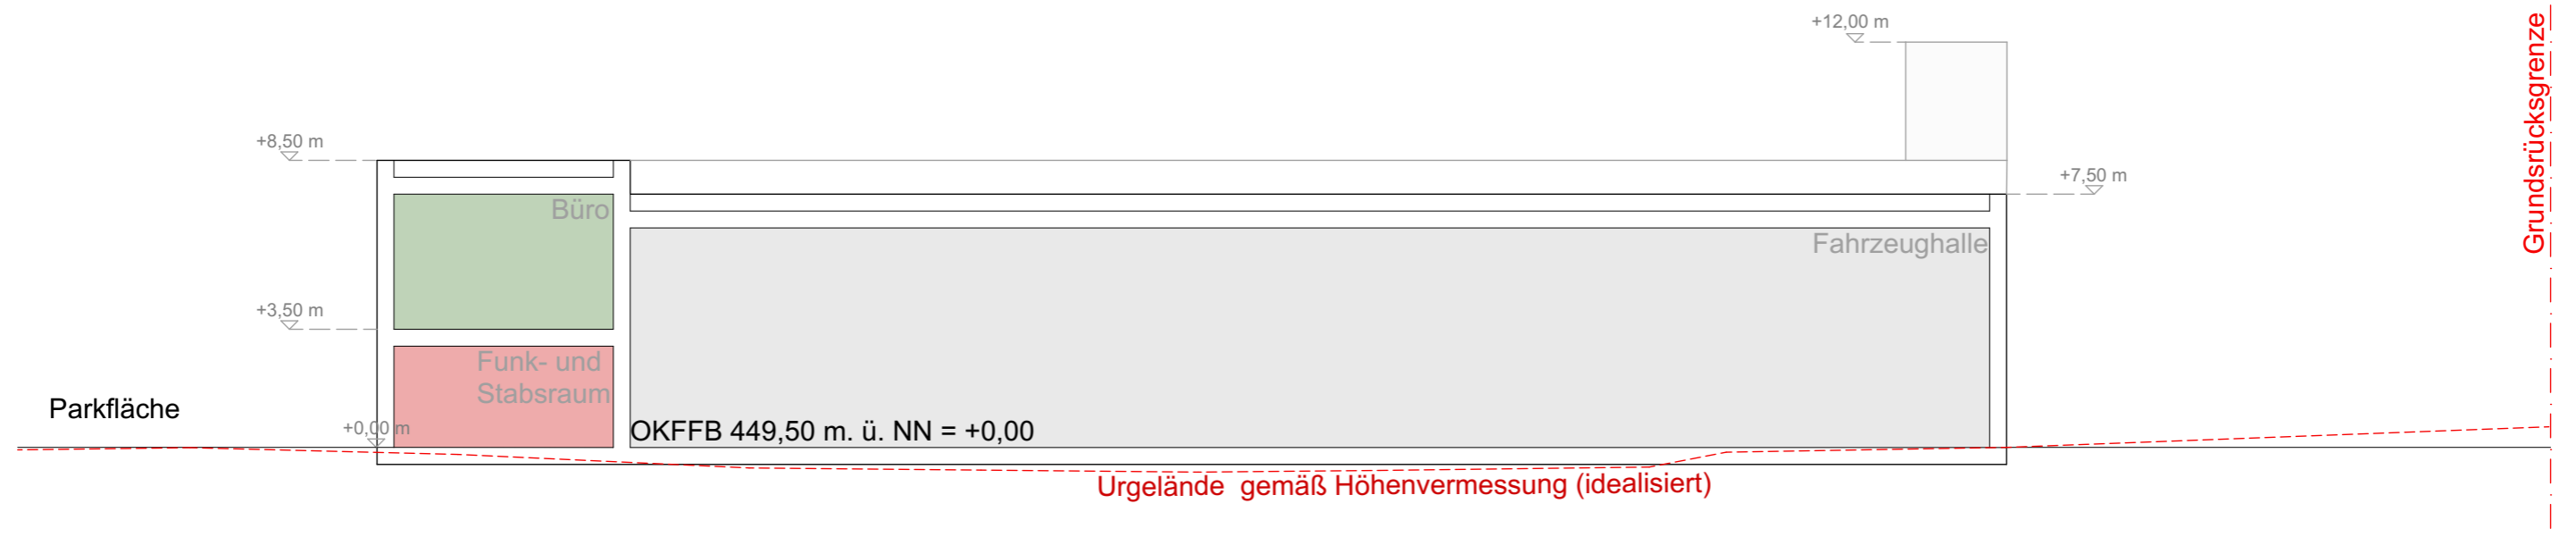 +12,00 m
Grundsrücksgrenze
+8,50 m
+7,50 m
Büro
Fahrzeughalle
+3,50 m
Funk- und
Stabsraum
Parkfläche
+0,00 m
OKFFB 449,50 m. ü. NN = +0,00
Urgelände gemäß Höhenvermessung (idealisiert)